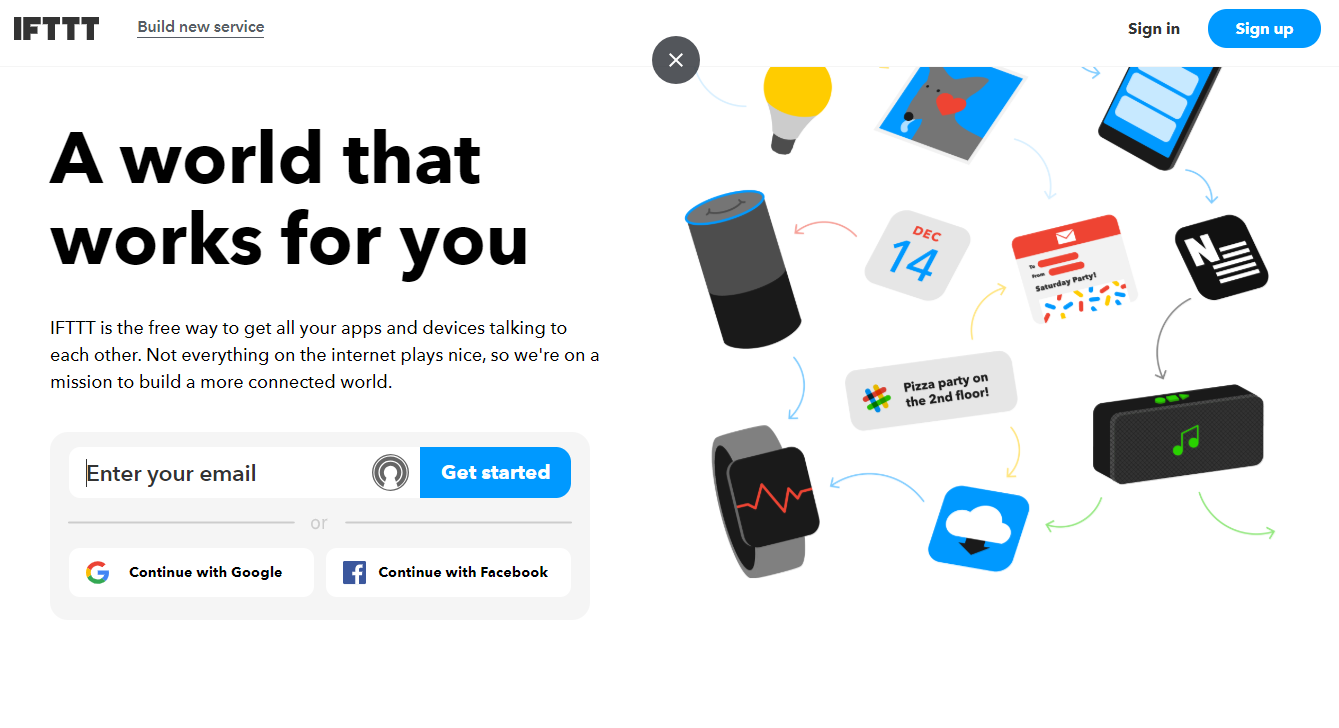 IFTTT
Build new service
Sign in
Sign up
A world that
works for you
IFTTT is the free way to get all your apps and devices talking to
each other. Not everything on the internet plays nice, so we're on a
mission to build a more connected world.
Enter your email
Get started
or
Continue with Google
Continue with Facebook
DEC
14
To
From
Saturday Party!
N
Pizza party on
the 2nd floor!